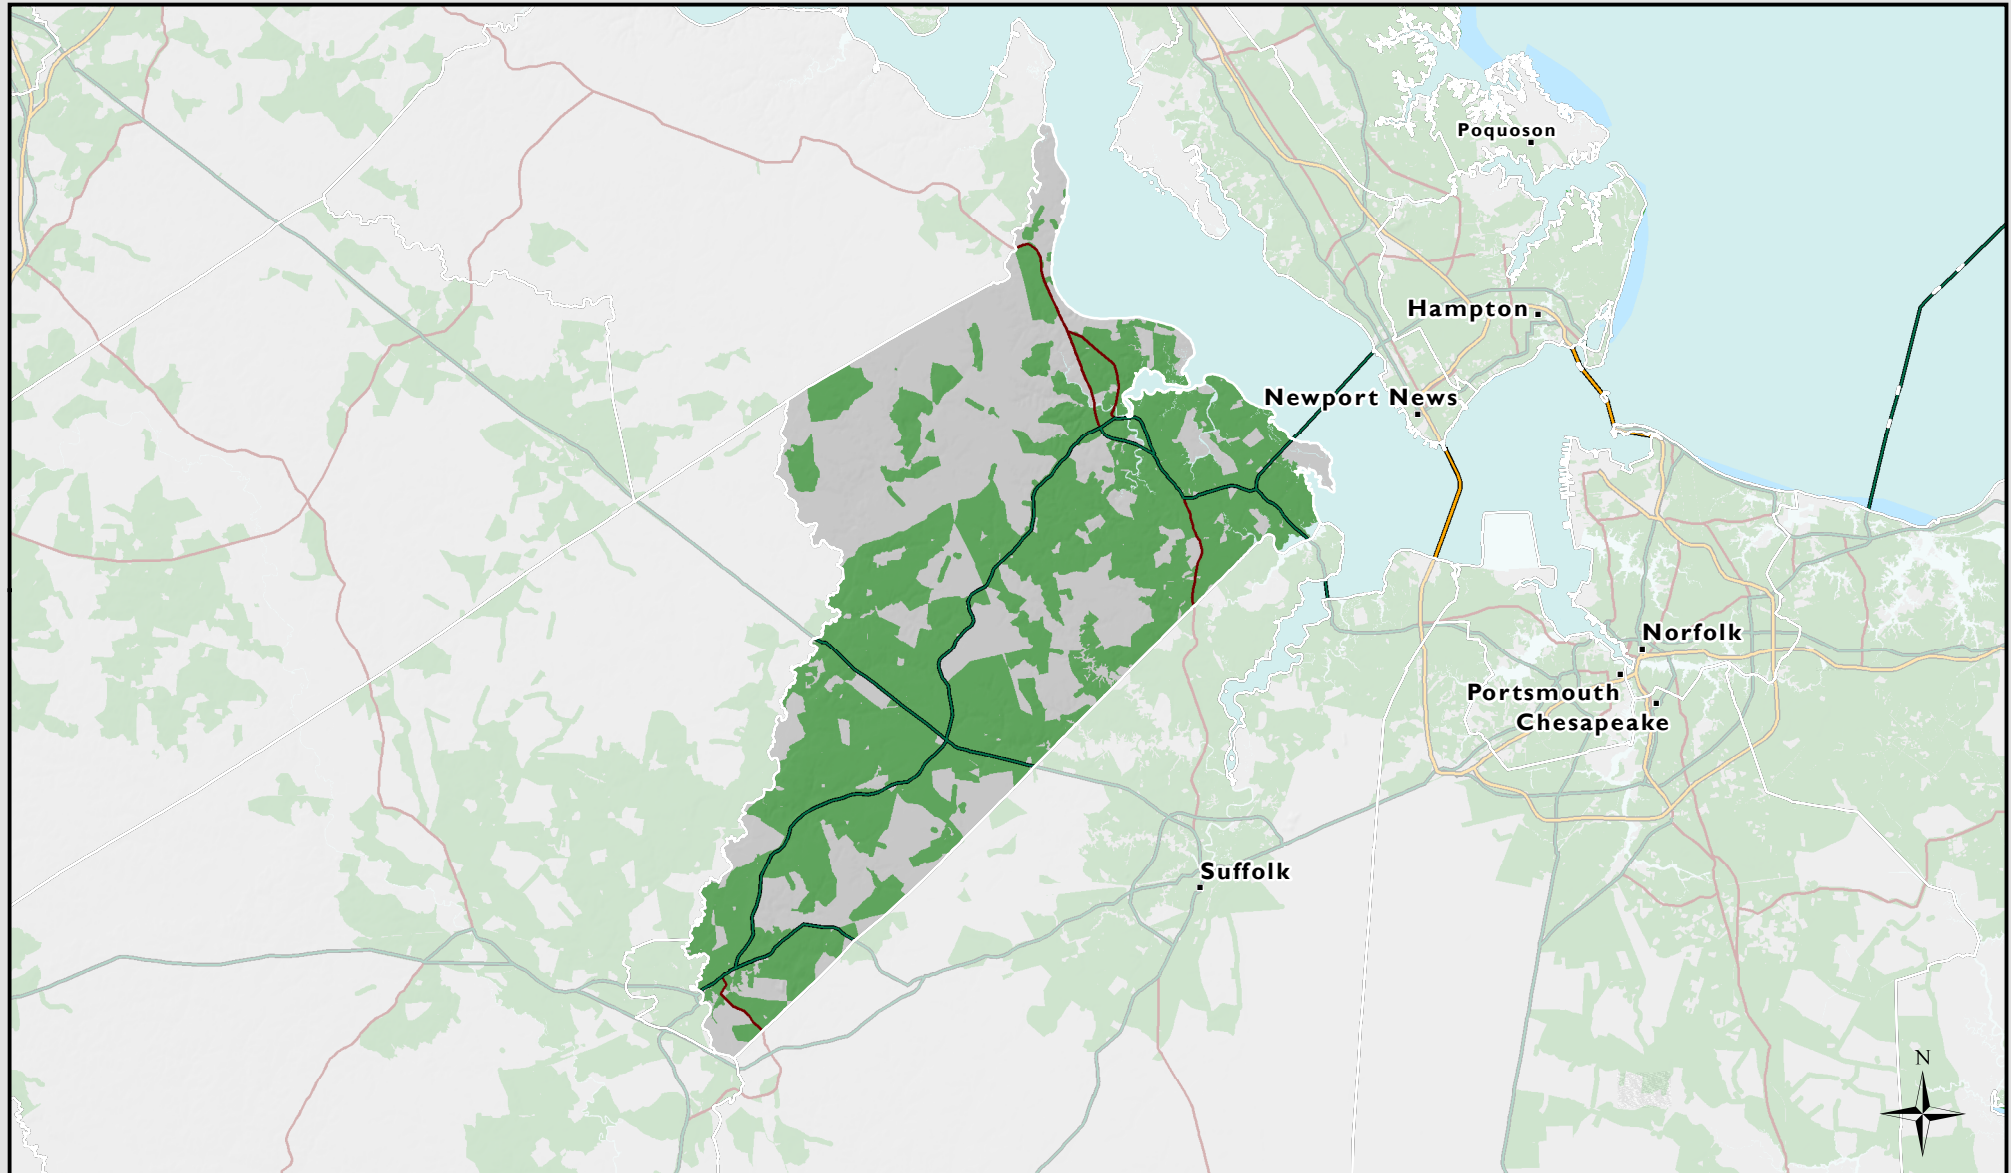 Poquoson
Hampton
Newport News
Norfolk
Portsmouth
Chesapeake
Suffolk
N